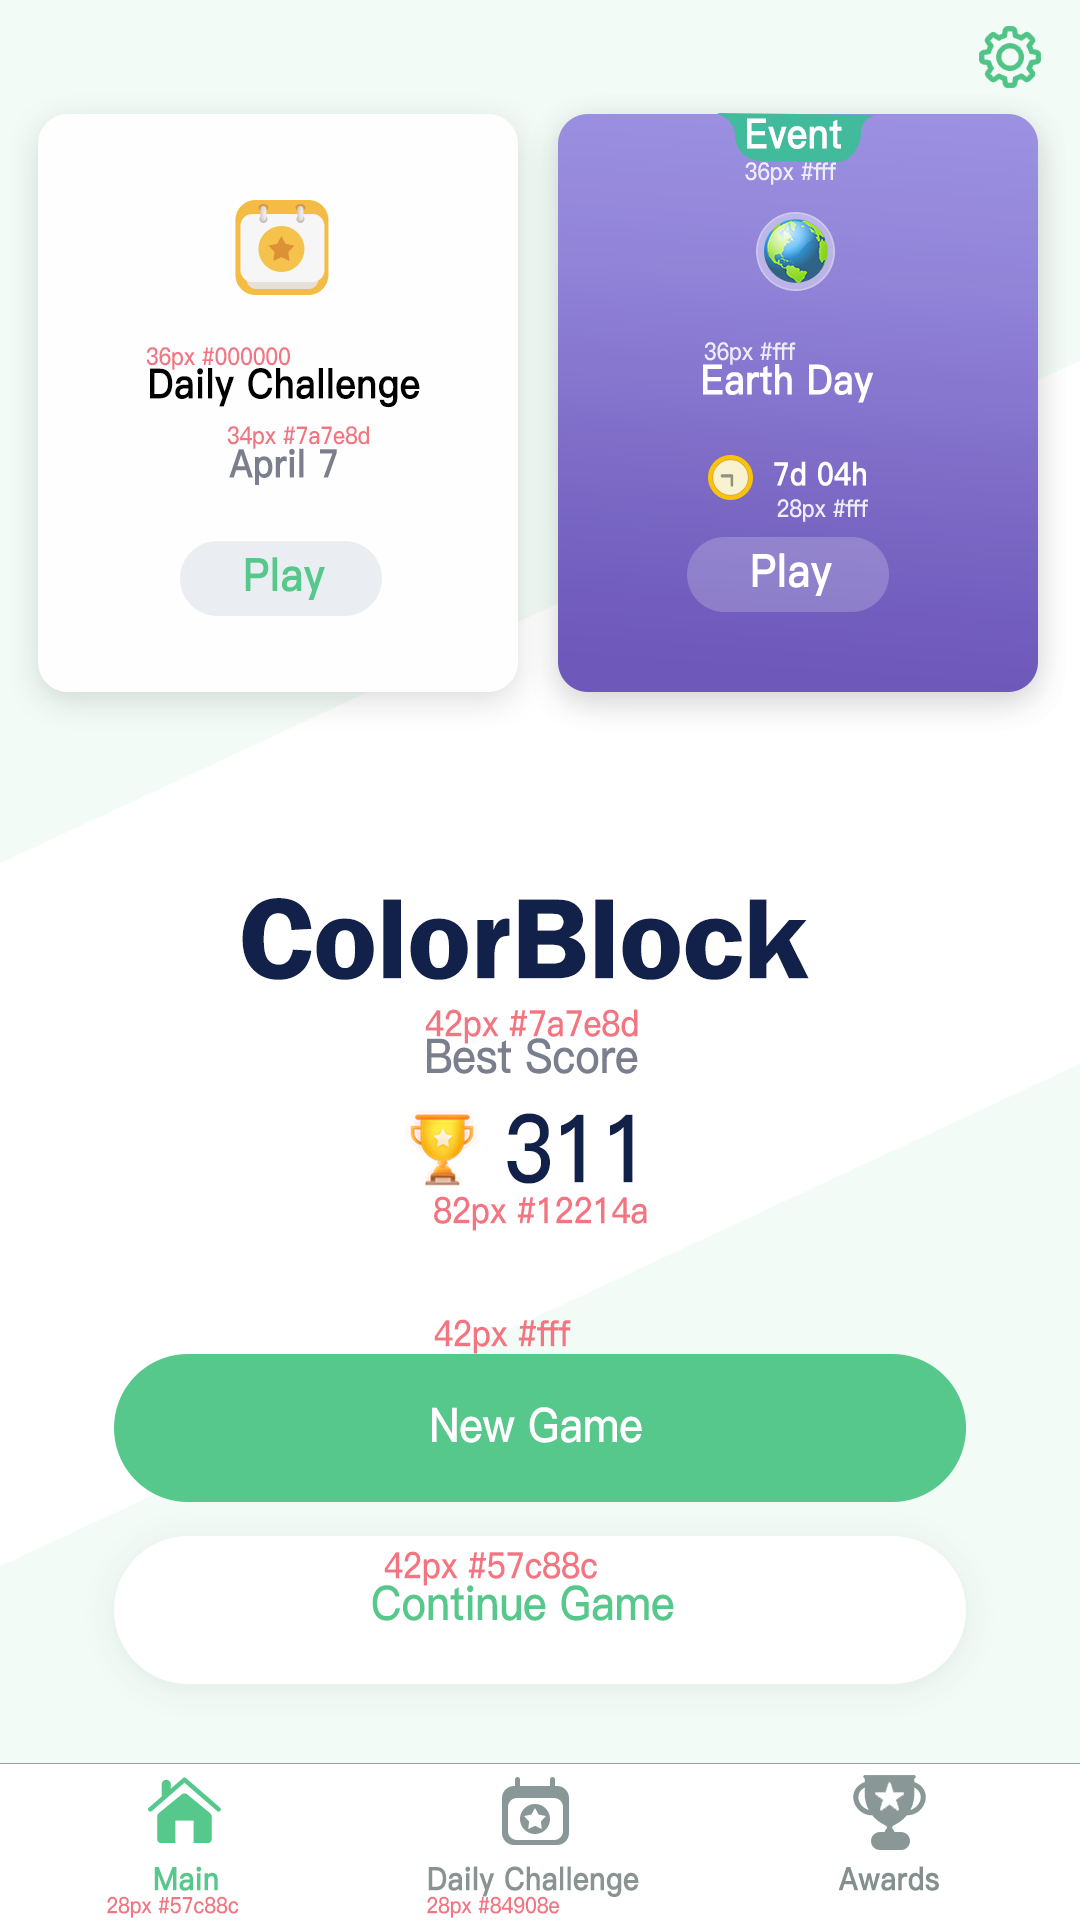 36px #000000
Daily Challenge
34px #7a7e8d
April 7
Play
Event
36px #fff
36px #fff
Earth Day
7d 04h
28px #fff
Play
ColorBlock
42px #7a7e8d
Best Score
311
82px #12214a
42px #fff
New Game
42px #57c88c
Continue Game
Main
28px #57c88c
Daily Challenge
28px #84908e
Awards